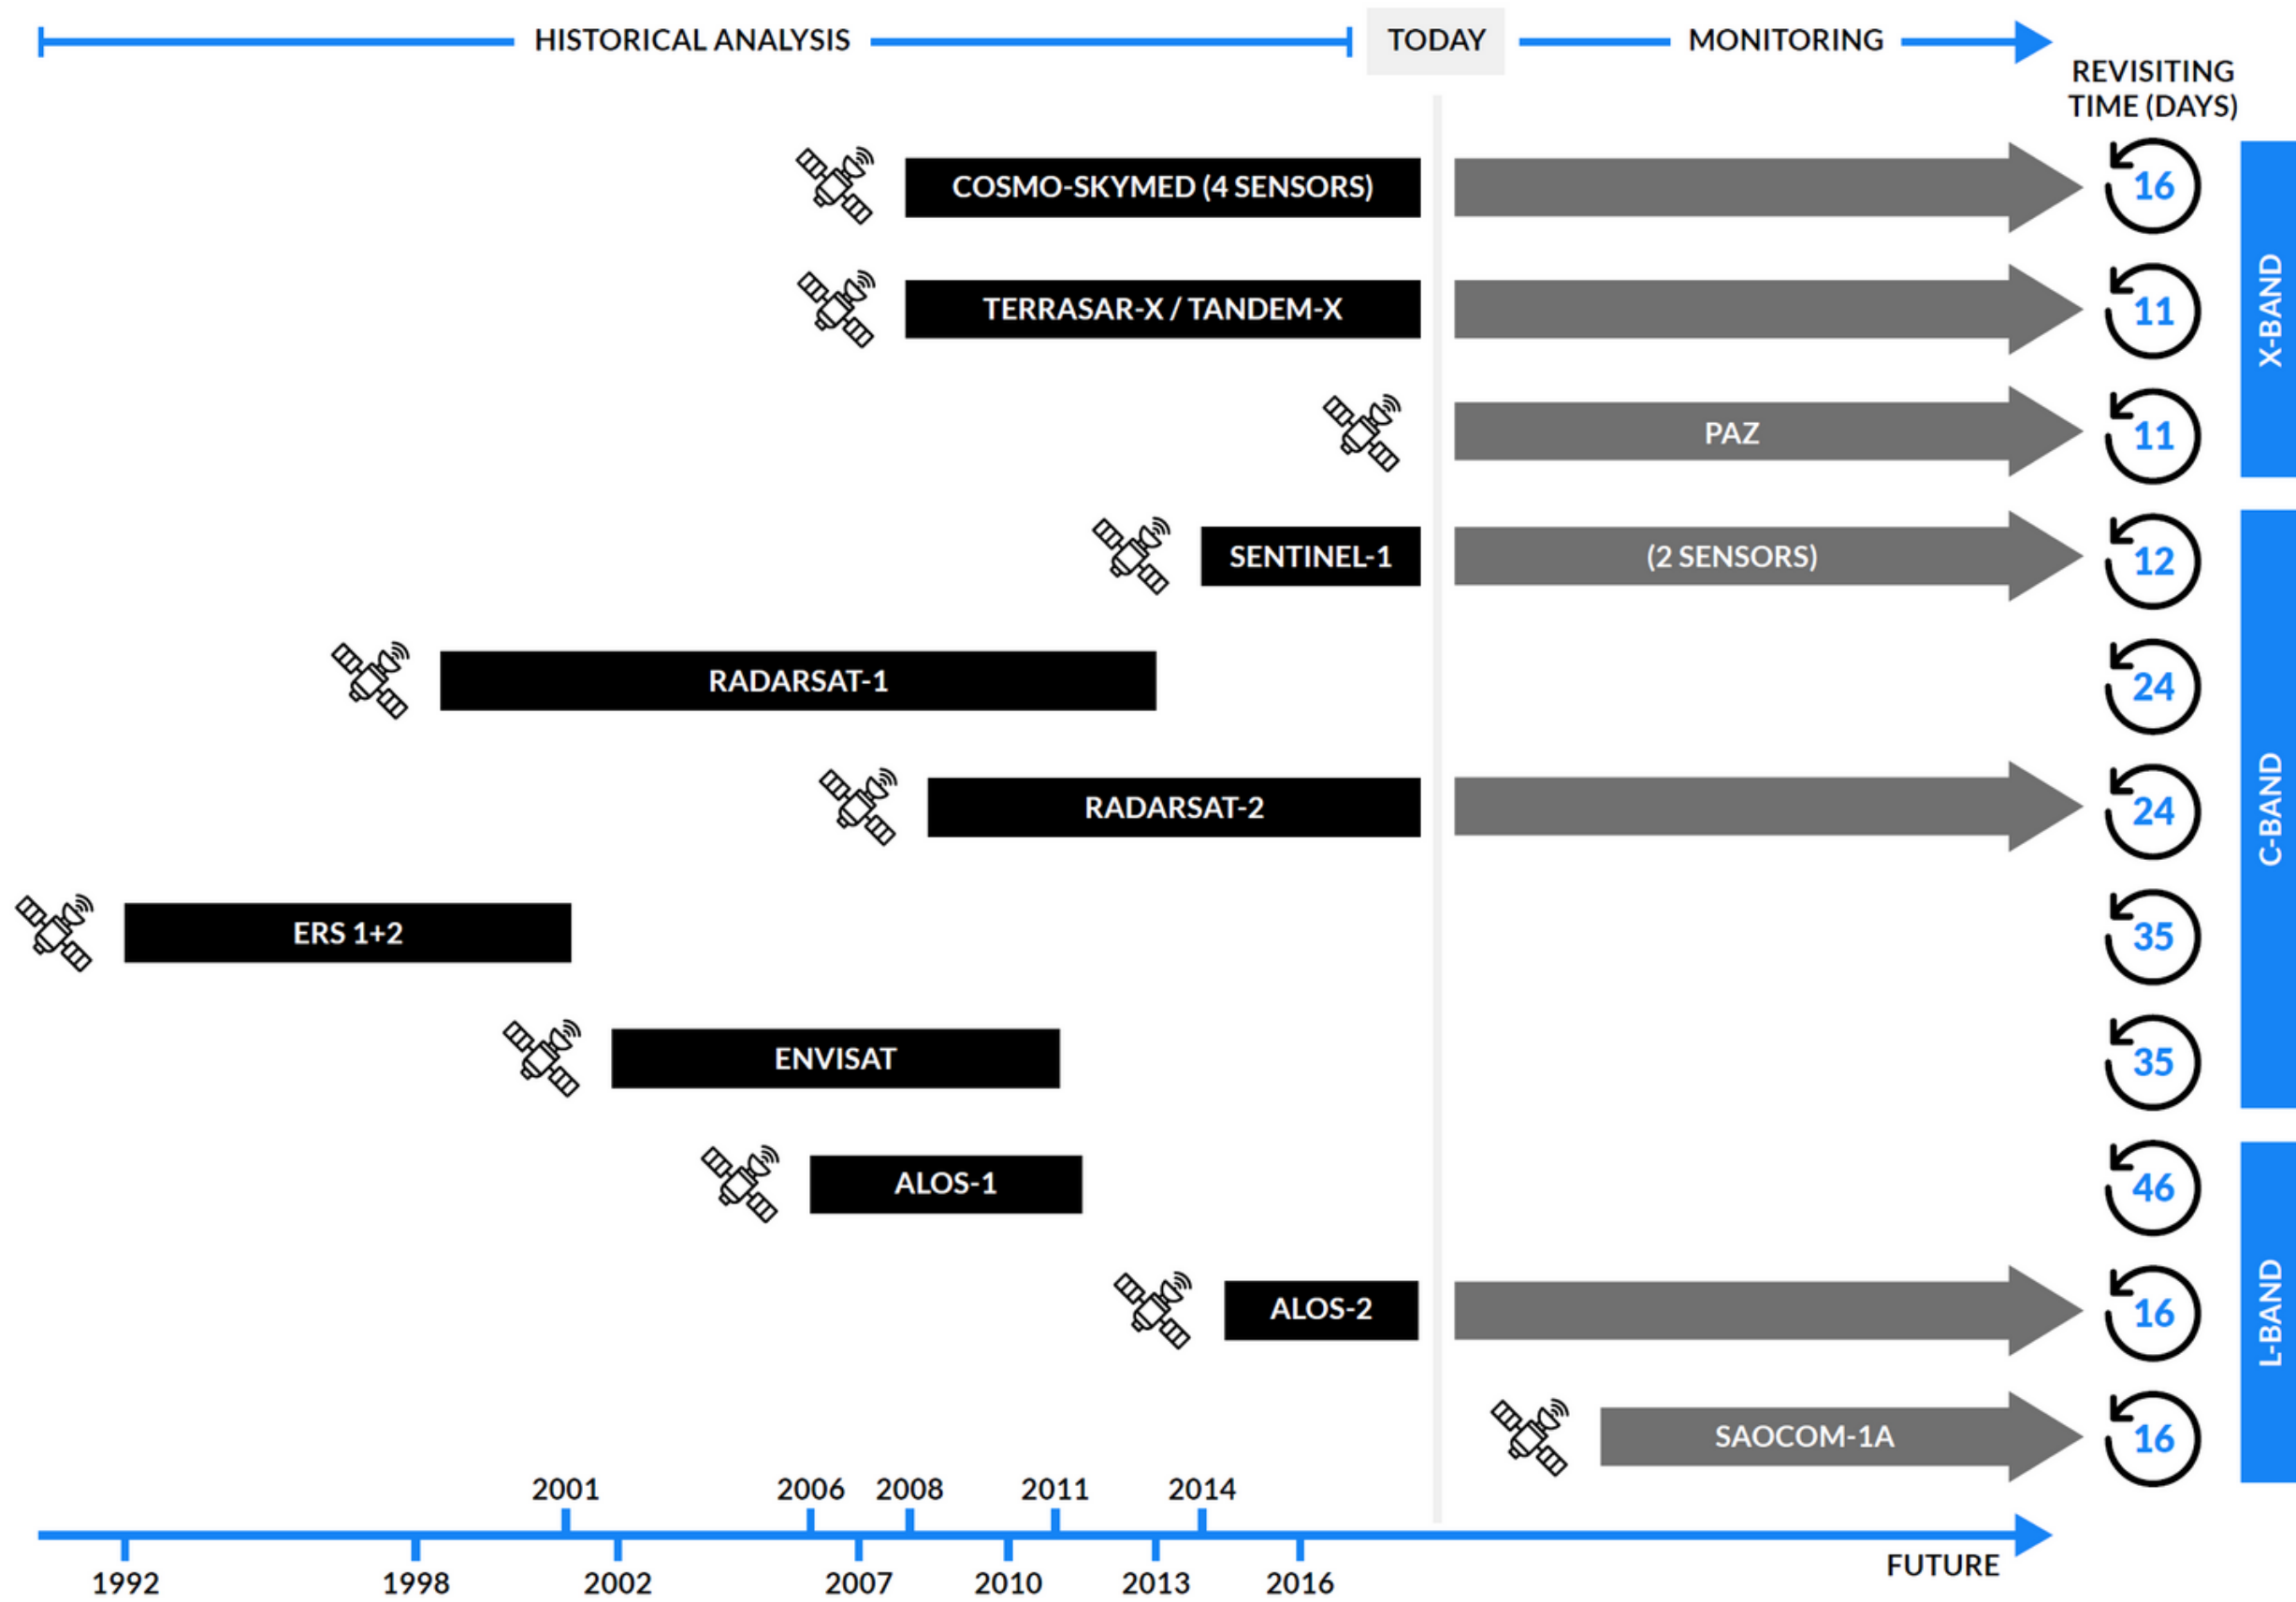 HISTORICAL ANALYSIS
TODAY
MONITORING
REVISITING
TIME (DAYS)
COSMO-SKYMED (4 SENSORS)
16
TERRASAR-X / TANDEM-X
11
PAZ
11
X-BAND
SENTINEL-1
(2 SENSORS)
12
RADARSAT-1
24
RADARSAT-2
24
ERS 1+2
35
ENVISAT
35
C-BAND
ALOS-1
46
ALOS-2
16
SAOCOM-1A
16
L-BAND
2001
2006
2008
2011
2014
FUTURE
1992
1998
2002
2007
2010
2013
2016